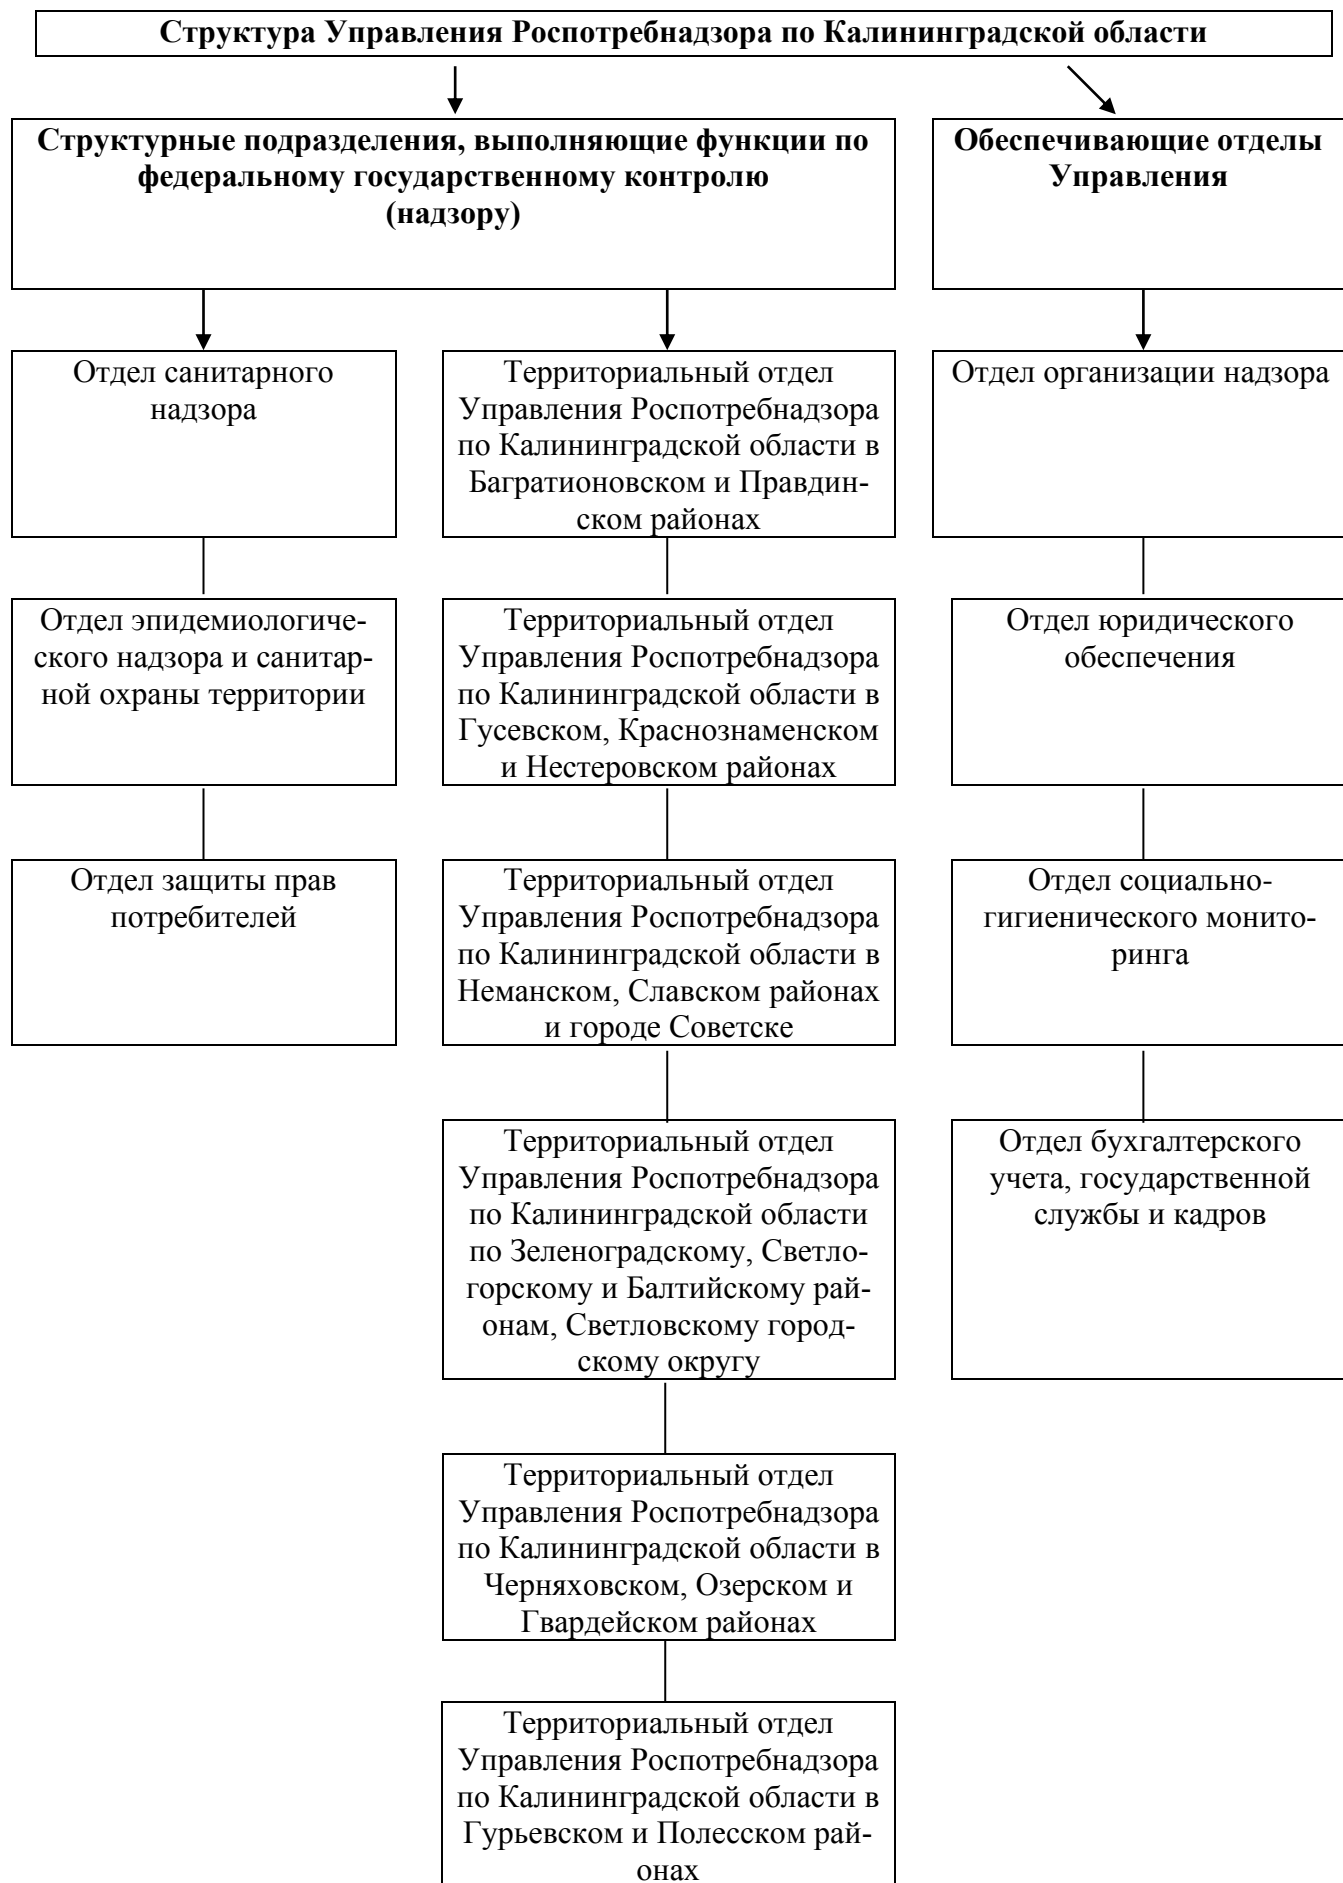 Структура Управления Роспотребнадзора по Калининградской области
Структурные подразделения, выполняющие функции по
федеральному государственному контролю
(надзору)
Обеспечивающие отделы
Управления
Отдел санитарного
надзора
Территориальный отдел
Управления Роспотребнадзора
по Калининградской области в
Багратионовском и Правдин-
ском районах
Отдел организации надзора
Отдел эпидемиологиче-
ского надзора и санитар-
ной охраны территории
Территориальный отдел
Управления Роспотребнадзора
по Калининградской области в
Гусевском, Краснознаменском
и Нестеровском районах
Отдел юридического
обеспечения
Отдел защиты прав
потребителей
Территориальный отдел
Управления Роспотребнадзора
по Калининградской области в
Неманском, Славском районах
и городе Советске
Отдел социально-
гигиенического монито-
ринга
Территориальный отдел
Управления Роспотребнадзора
по Калининградской области
по Зеленоградскому, Светло-
горскому и Балтийскому рай-
онам, Светловскому город-
скому округу
Отдел бухгалтерского
учета, государственной
службы и кадров
Территориальный отдел
Управления Роспотребнадзора
по Калининградской области в
Черняховском, Озерском и
Гвардейском районах
Территориальный отдел
Управления Роспотребнадзора
по Калининградской области в
Гурьевском и Полесском рай-
онах